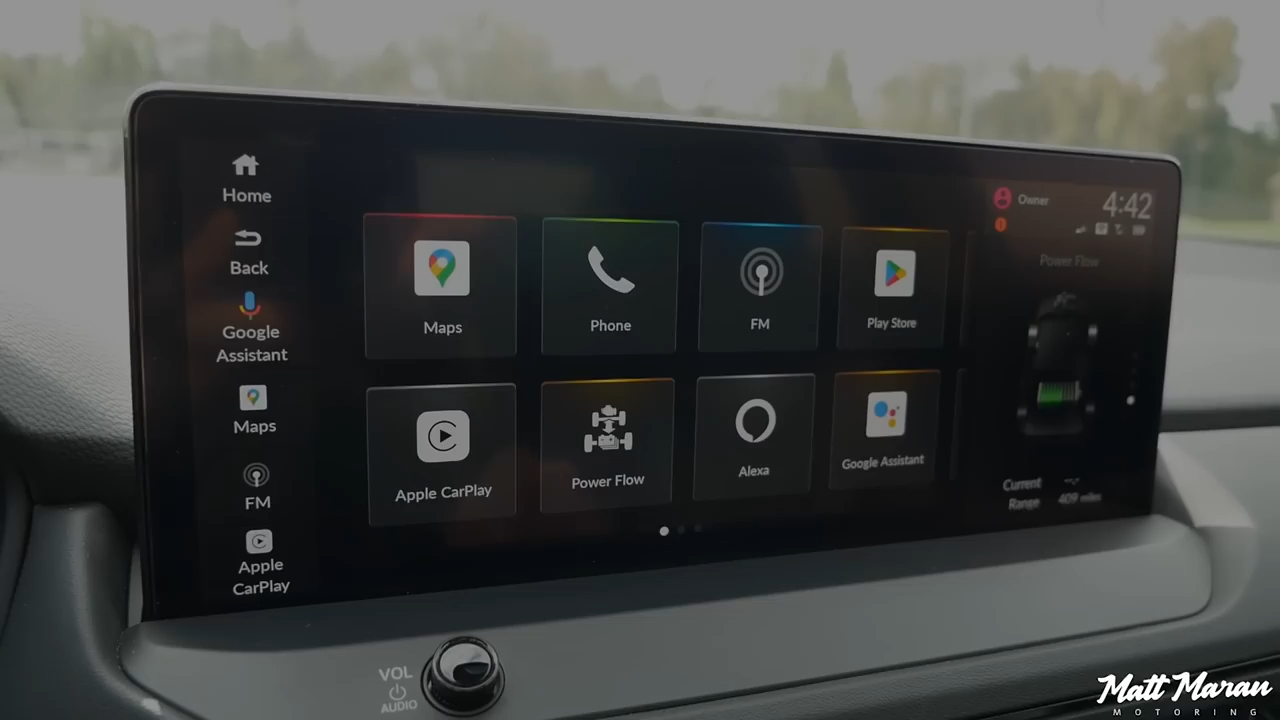 Home
Back
Google
Assistant
Maps
FM
Apple
CarPlay
Maps
Phone
FM
Play Store
Apple CarPlay
Power Flow
Alexa
Google Assistant
Owner
4:42
Power Flow
Current
Range
409 miles
VOL
AUDIO
Matt Maran
MOTORING